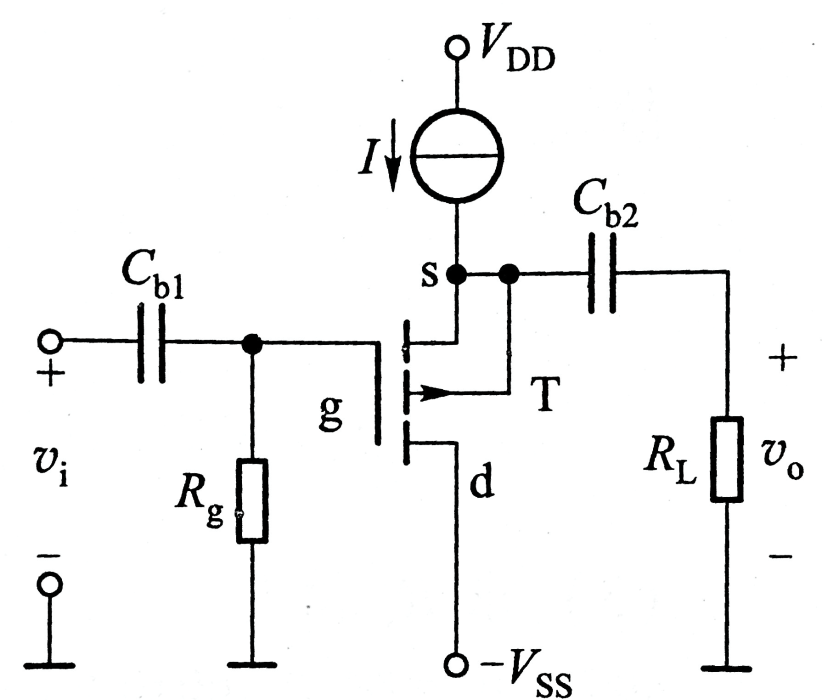 V_DD
I
C_b2
s
C_b1
+
+
g
T
v_i
R_g
d
R_L
v_o
−
−
−V_SS